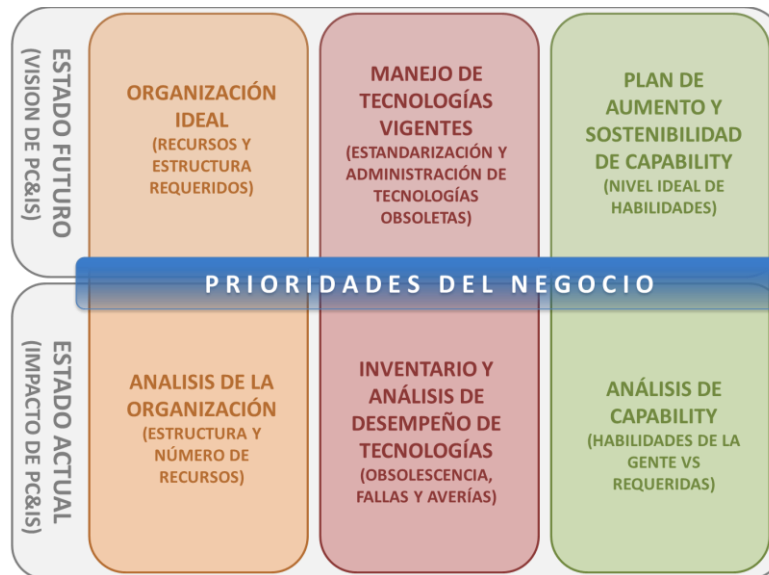 ESTADO FUTURO
(VISION DE PC&IS)
ORGANIZACIÓN
IDEAL
(RECURSOS Y
ESTRUCTURA
REQUERIDOS)
MANEJO DE
TECNOLOGÍAS
VIGENTES
(ESTANDARIZACIÓN Y
ADMINISTRACIÓN DE
TECNOLOGÍAS
OBSOLETAS)
PLAN DE
AUMENTO Y
SOSTENIBILIDAD
DE CAPABILITY
(NIVEL IDEAL DE
HABILIDADES)
PRIORIDADES DEL NEGOCIO
ESTADO ACTUAL
(IMPACTO DE PC&IS)
ANALISIS DE LA
ORGANIZACIÓN
(ESTRUCTURA Y
NÚMERO DE
RECURSOS)
INVENTARIO Y
ANÁLISIS DE
DESEMPEÑO DE
TECNOLOGÍAS
(OBSOLESCENCIA,
FALLAS Y AVERÍAS)
ANÁLISIS DE
CAPABILITY
(HABILIDADES DE LA
GENTE VS
REQUERIDAS)